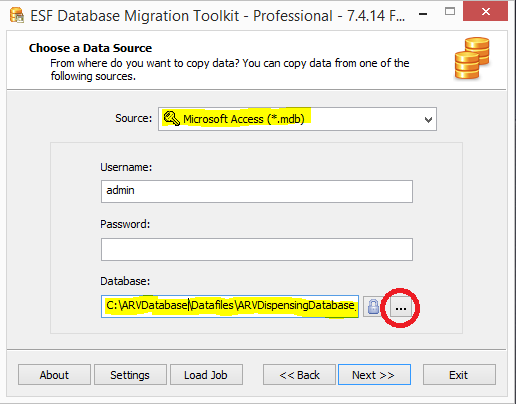 ESF Database Migration Toolkit - Professional - 7.4.14 F...
Choose a Data Source
From where do you want to copy data? You can copy data from one of the
following sources.
Source:
Microsoft Access (*.mdb)
Username:
admin
Password:
Database:
C:\ARVDatabase\Datafiles\ARVDispensingDatabase
...
About
Settings
Load Job
<< Back
Next >>
Exit